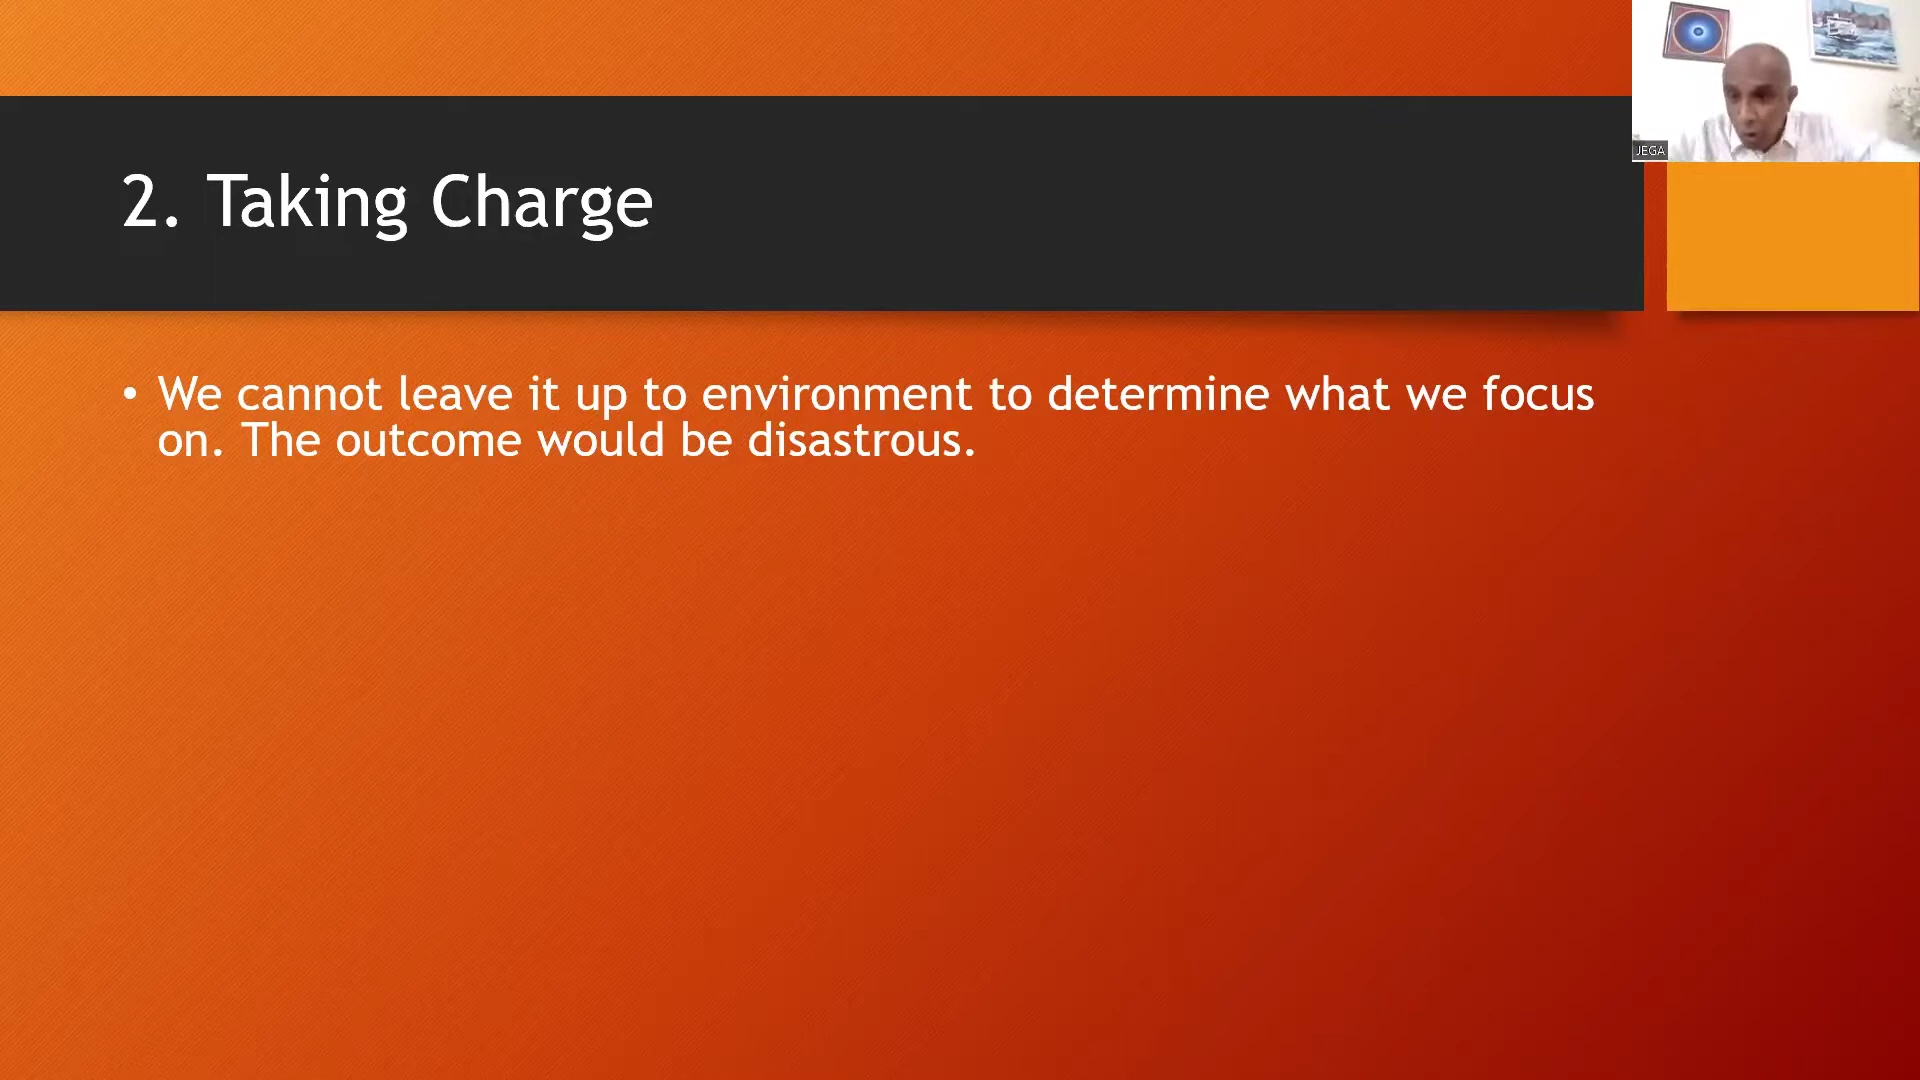 JEGA
2. Taking Charge
• We cannot leave it up to environment to determine what we focus
on. The outcome would be disastrous.